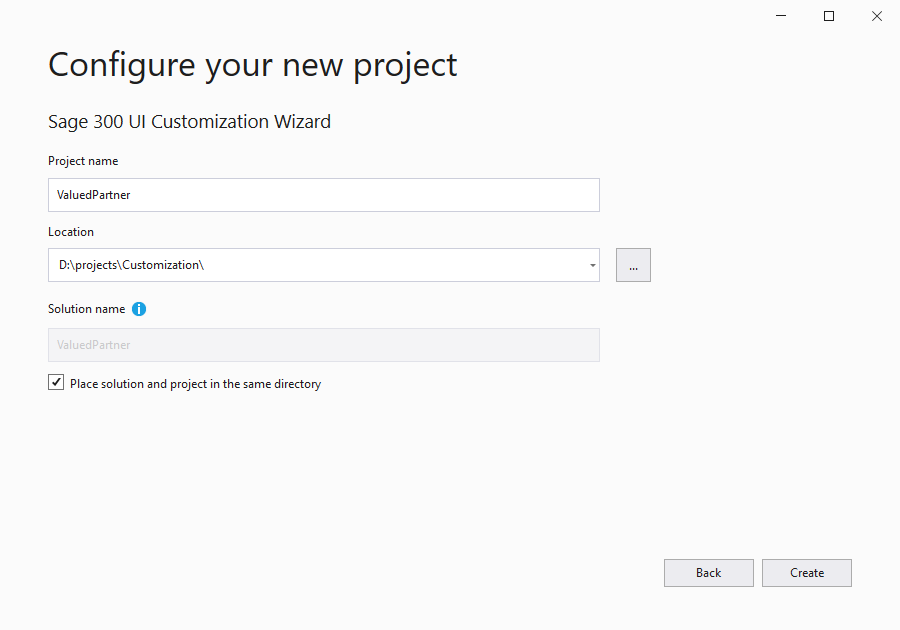 Configure your new project
Sage 300 UI Customization Wizard
Project name
ValuedPartner
Location
D:\projects\Customization\
...
Solution name
ValuedPartner
Place solution and project in the same directory
Back
Create